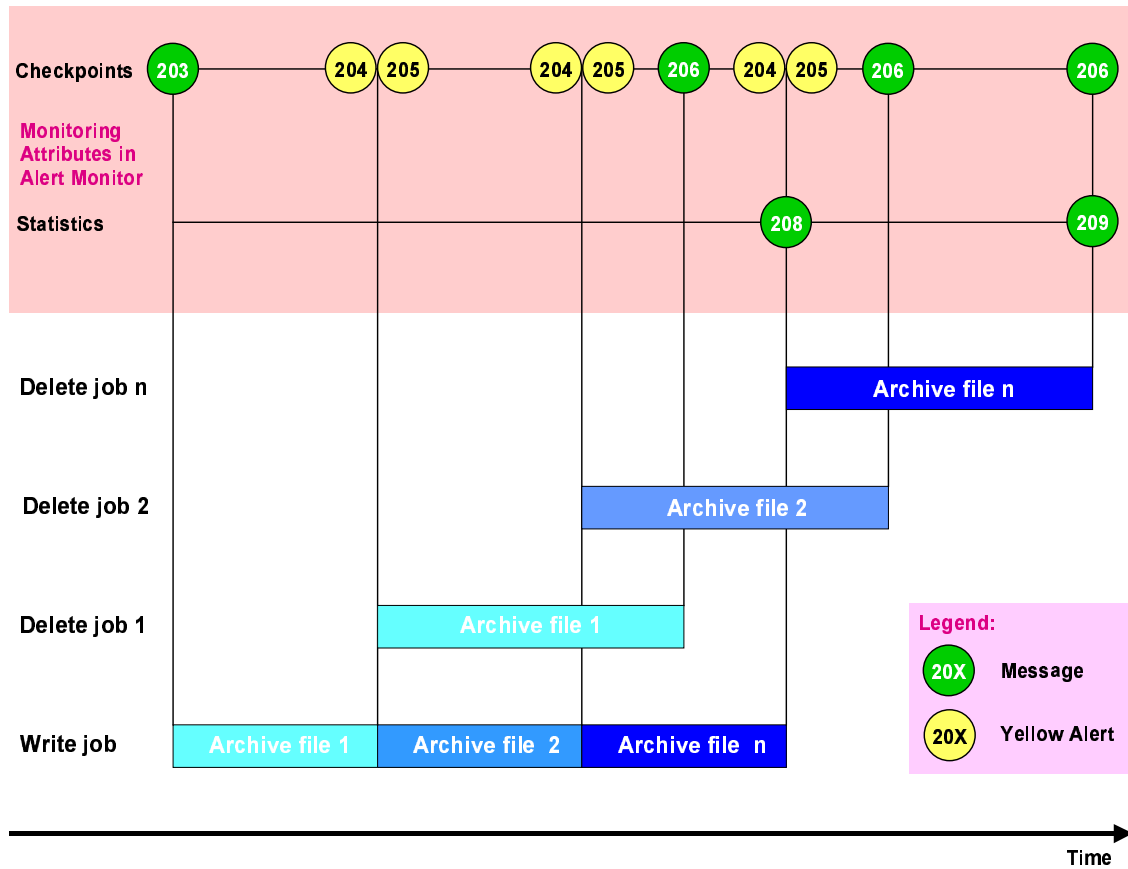 Checkpoints 203 204 205 204 205 206 204 205 206 206
Monitoring
Attributes in
Alert Monitor
Statistics 208 209
Delete job n Archive file n
Delete job 2 Archive file 2
Delete job 1 Archive file 1
Legend:
20X Message
20X Yellow Alert
Write job Archive file 1 Archive file 2 Archive file n
Time